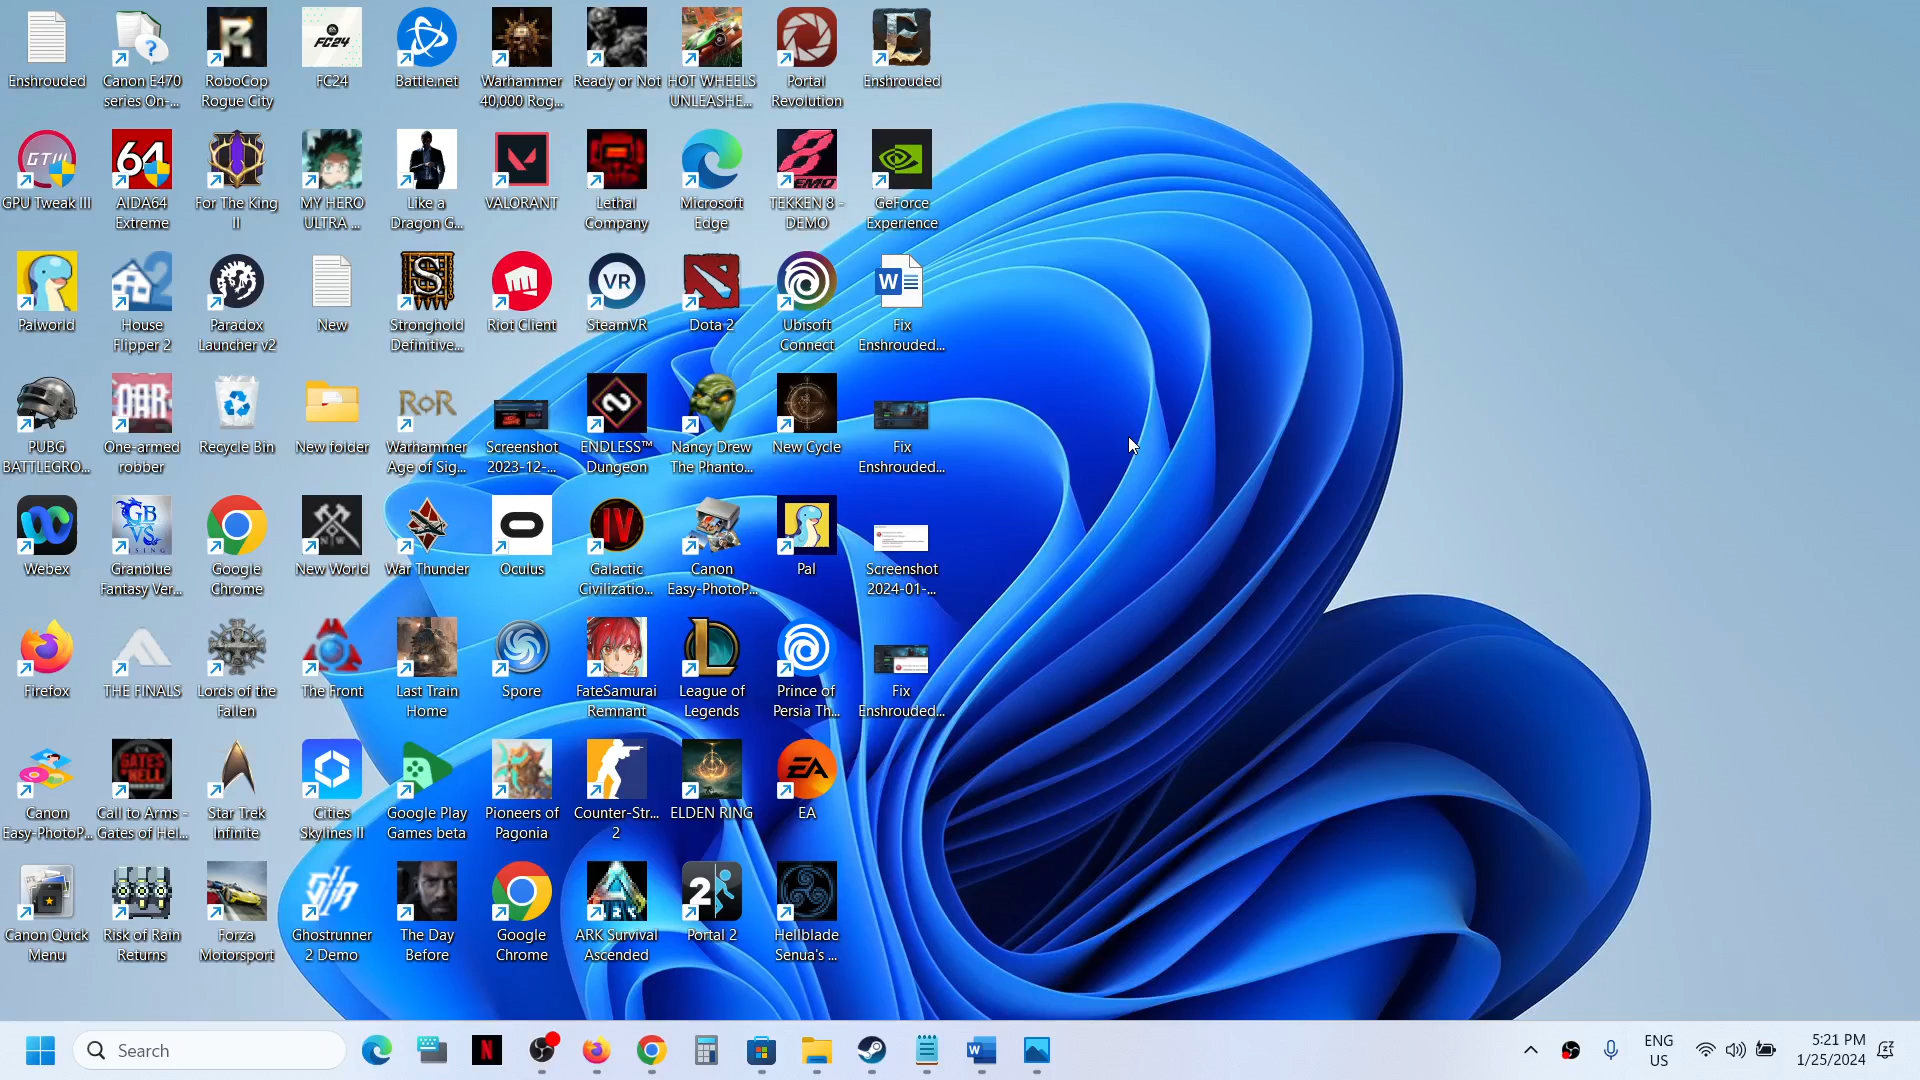 Enshrouded
Canon E470
series On-...
RoboCop
Rogue City
FC24
Battle.net
Warhammer
40,000 Rog...
Ready or Not
HOT WHEELS
UNLEASHE...
Portal
Revolution
Enshrouded
GPU Tweak III
AIDA64
Extreme
For The King
II
MY HERO
ULTRA ...
Like a
Dragon G...
VALORANT
Lethal
Company
Microsoft
Edge
TEKKEN 8 -
DEMO
GeForce
Experience
Palworld
House
Flipper 2
Paradox
Launcher v2
New
Stronghold
Definitive...
Riot Client
SteamVR
Dota 2
Ubisoft
Connect
Fix
Enshrouded...
PUBG
BATTLEGRO...
One-armed
robber
Recycle Bin
New folder
Warhammer
Age of Sig...
Screenshot
2023-12-...
ENDLESS™
Dungeon
Nancy Drew
The Phanto...
New Cycle
Fix
Enshrouded...
Webex
Granblue
Fantasy Ver...
Google
Chrome
New World
War Thunder
Oculus
Galactic
Civilizatio...
Canon
Easy-PhotoP...
Pal
Screenshot
2024-01-...
Firefox
THE FINALS
Lords of the
Fallen
The Front
Last Train
Home
Spore
FateSamurai
Remnant
League of
Legends
Prince of
Persia Th...
Fix
Enshrouded...
Canon
Easy-PhotoP...
Call to Arms -
Gates of Hel...
Star Trek
Infinite
Cities
Skylines II
Google Play
Games beta
Pioneers of
Pagonia
Counter-Str...
2
ELDEN RING
EA
Canon Quick
Menu
Risk of Rain
Returns
Forza
Motorsport
Ghostrunner
2 Demo
The Day
Before
Google
Chrome
ARK Survival
Ascended
Portal 2
Hellblade
Senua's ...
Search
ENG
US
5:21 PM
1/25/2024